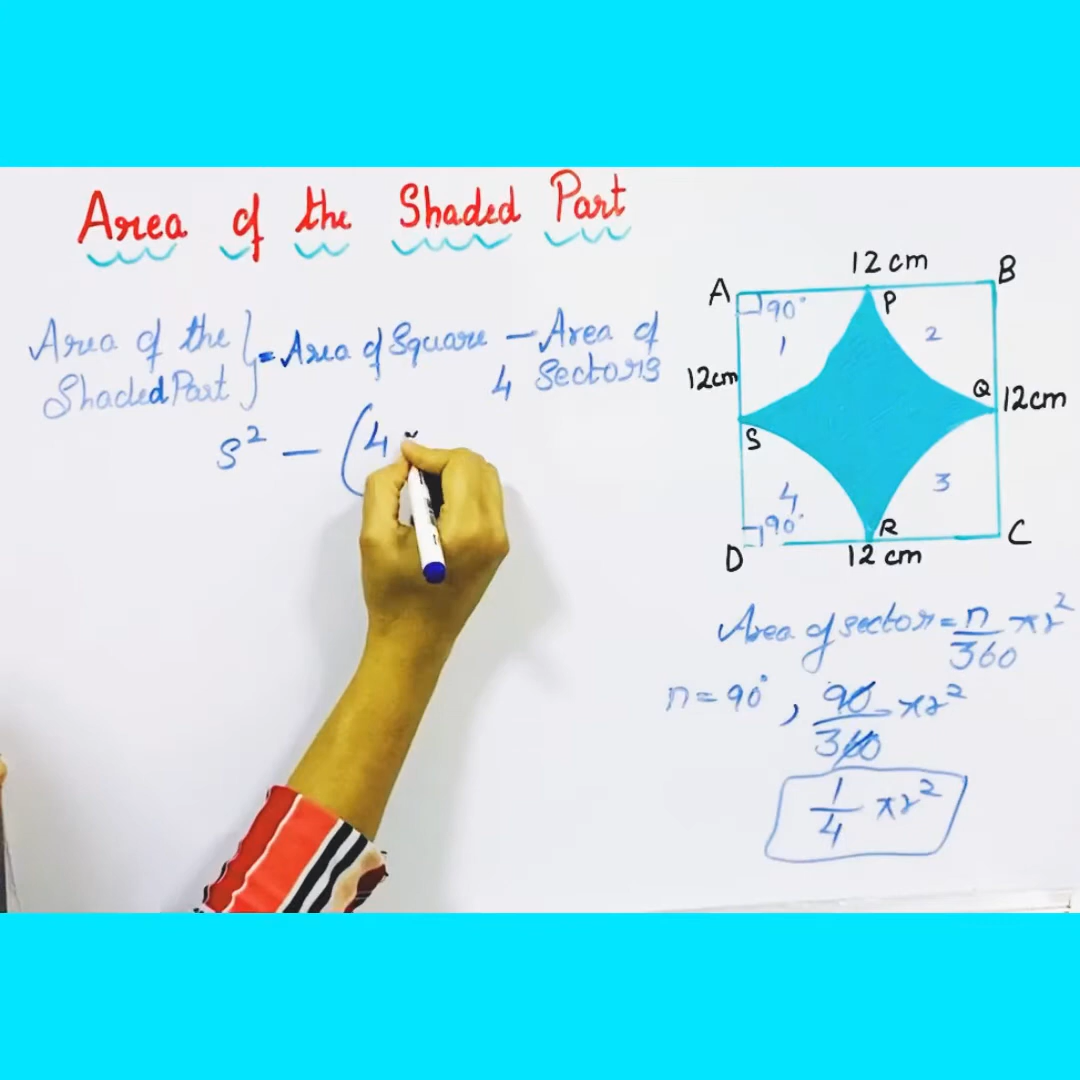 Area of the Shaded Part
Area of the } = Area of Square − Area of
Shaded Part 4 Sectors
S² − (4 ×
12 cm
A B
90° P
1 2
12cm Q 12cm
S
4 3
90° R
D C
12 cm
Area of sector = n/360 πr²
n = 90°, 90/360 πr²
1/4 πr²